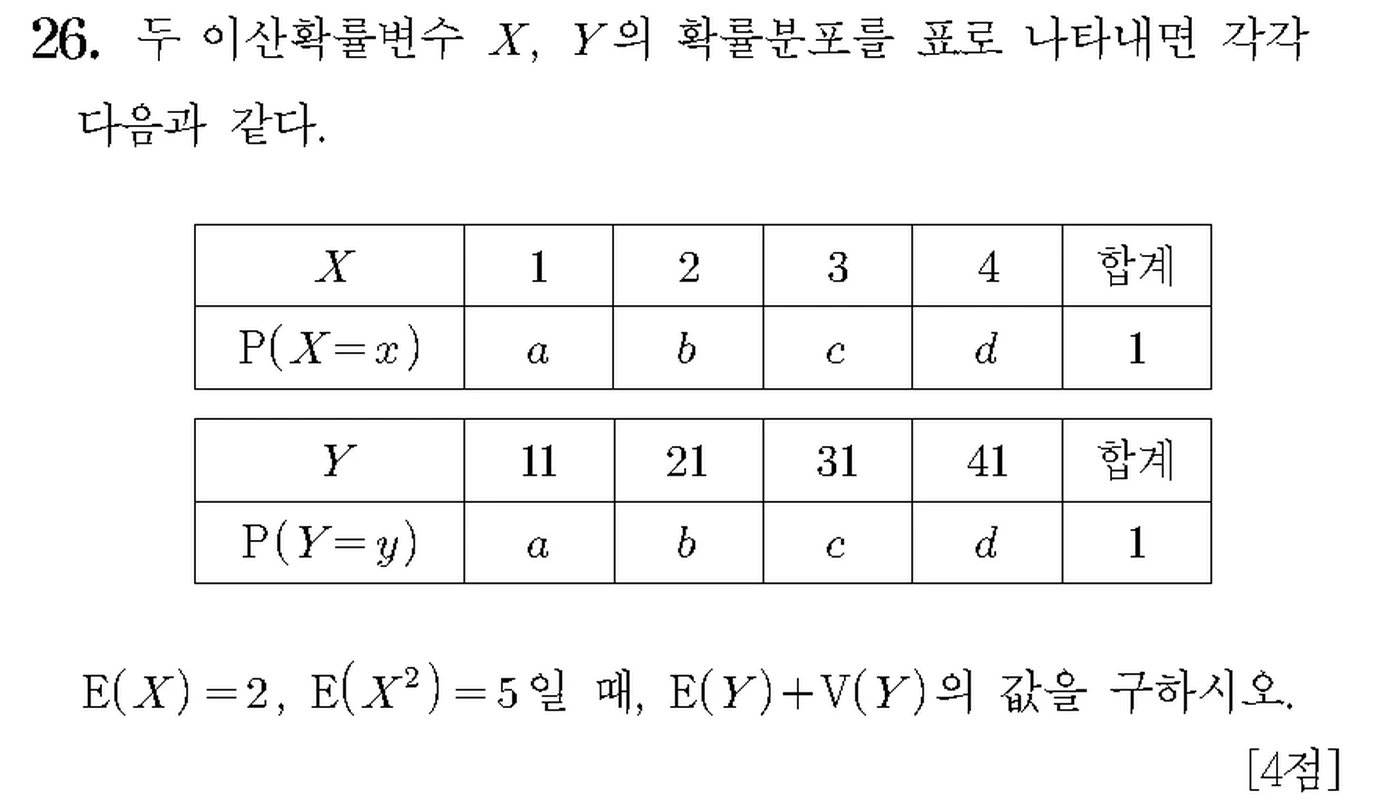 26. 두 이산확률변수 X, Y의 확률분포를 표로 나타내면 각각
다음과 같다.
X 1 2 3 4 합계
P(X=x) a b c d 1
Y 11 21 31 41 합계
P(Y=y) a b c d 1
E(X)=2, E(X²)=5일 때, E(Y)+V(Y)의 값을 구하시오.
[4점]